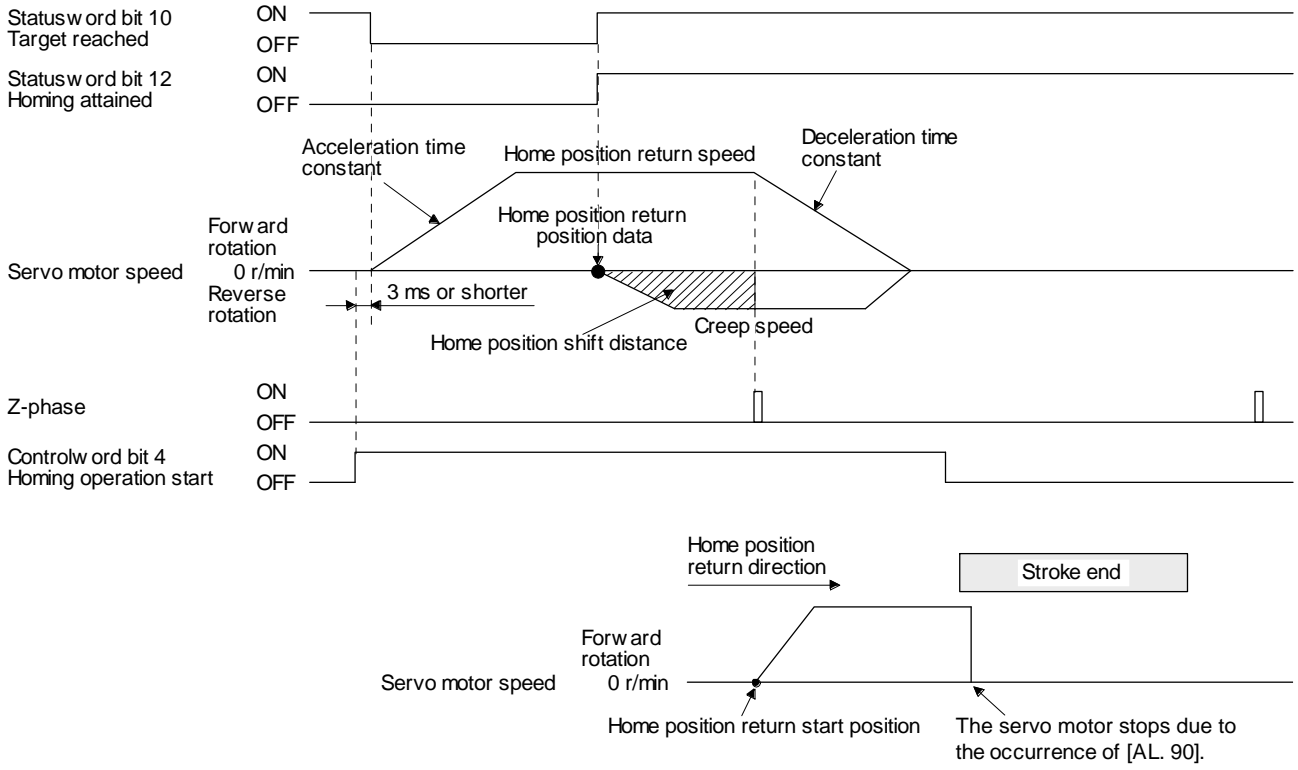 Statusword bit 10
Target reached
ON
OFF
Statusword bit 12
Homing attained
ON
OFF
Acceleration time
constant
Home position return speed
Deceleration time
constant
Home position return
position data
Forward
rotation
Servo motor speed
0 r/min
Reverse
rotation
3 ms or shorter
Creep speed
Home position shift distance
Z-phase
ON
OFF
Controlword bit 4
Homing operation start
ON
OFF
Home position
return direction
Stroke end
Forward
rotation
Servo motor speed
0 r/min
Home position return start position
The servo motor stops due to
the occurrence of [AL. 90].